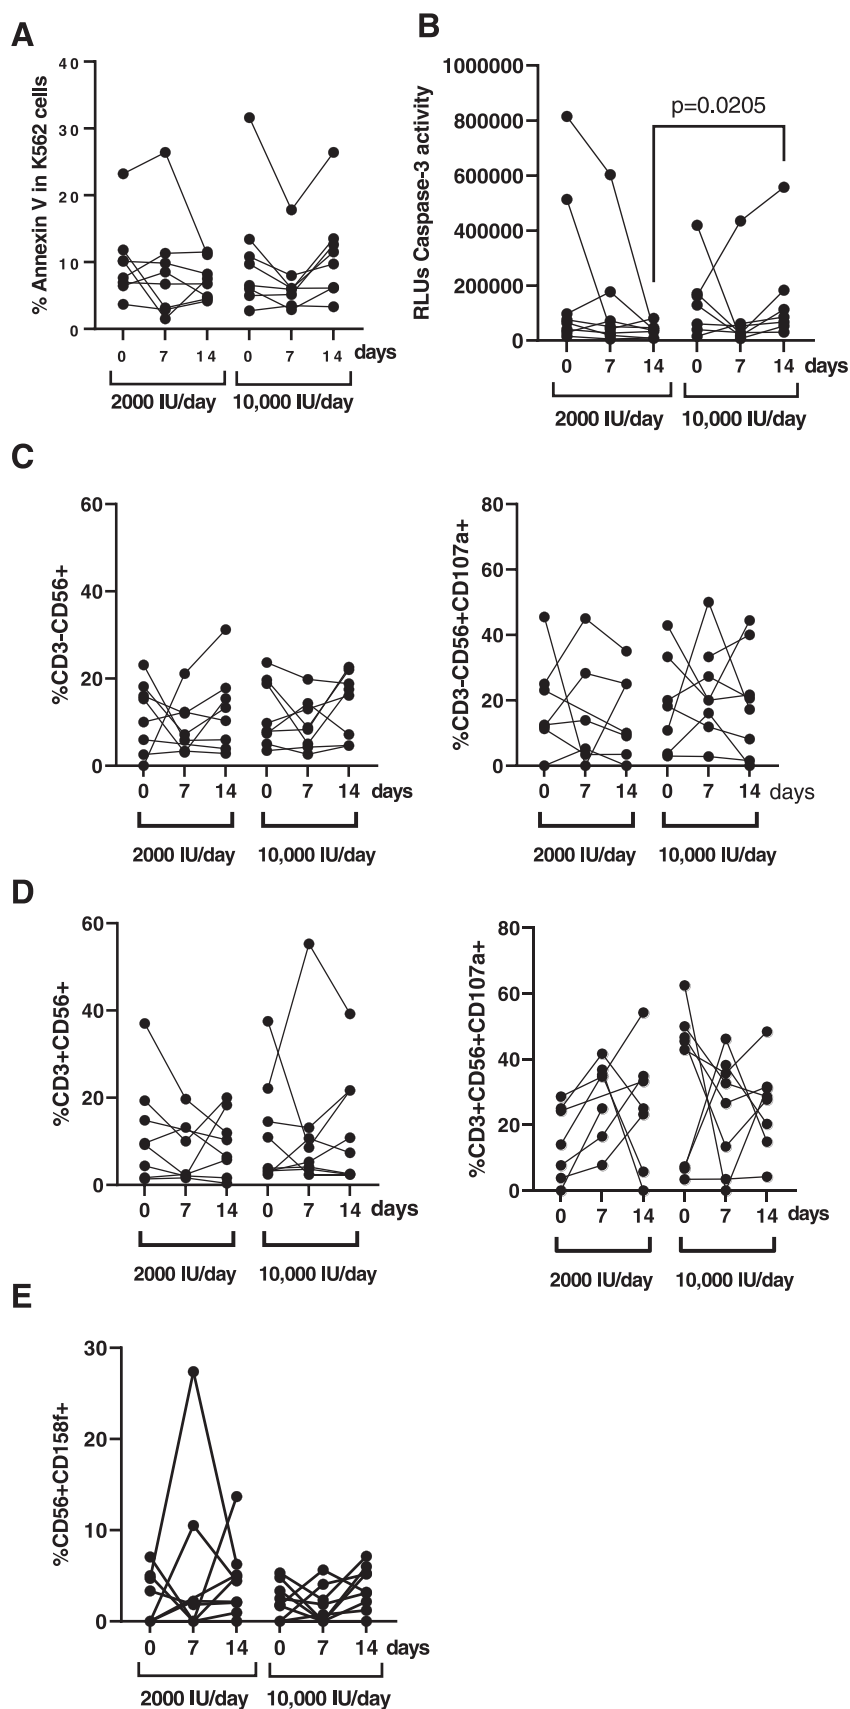 A
% Annexin V in K562 cells
40
30
20
10
0
0 7 14 0 7 14 days
2000 IU/day 10,000 IU/day
B
RLUs Caspase-3 activity
1000000
800000
600000
400000
200000
0
p=0.0205
0 7 14 0 7 14 days
2000 IU/day 10,000 IU/day
C
%CD3-CD56+
60
40
20
0
0 7 14 0 7 14 days
2000 IU/day 10,000 IU/day
%CD3-CD56+CD107a+
80
60
40
20
0
0 7 14 0 7 14 days
2000 IU/day 10,000 IU/day
D
%CD3+CD56+
60
40
20
0
0 7 14 0 7 14 days
2000 IU/day 10,000 IU/day
%CD3+CD56+CD107a+
80
60
40
20
0
0 7 14 0 7 14 days
2000 IU/day 10,000 IU/day
E
%CD56+CD158f+
30
20
10
0
0 7 14 0 7 14 days
2000 IU/day 10,000 IU/day